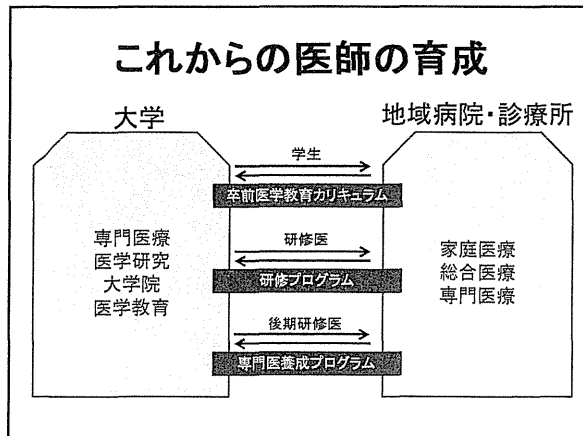 これからの医師の育成
大学
地域病院・診療所
学生
卒前医学教育カリキュラム
研修医
研修プログラム
後期研修医
専門医養成プログラム
専門医療
医学研究
大学院
医学教育
家庭医療
総合医療
専門医療